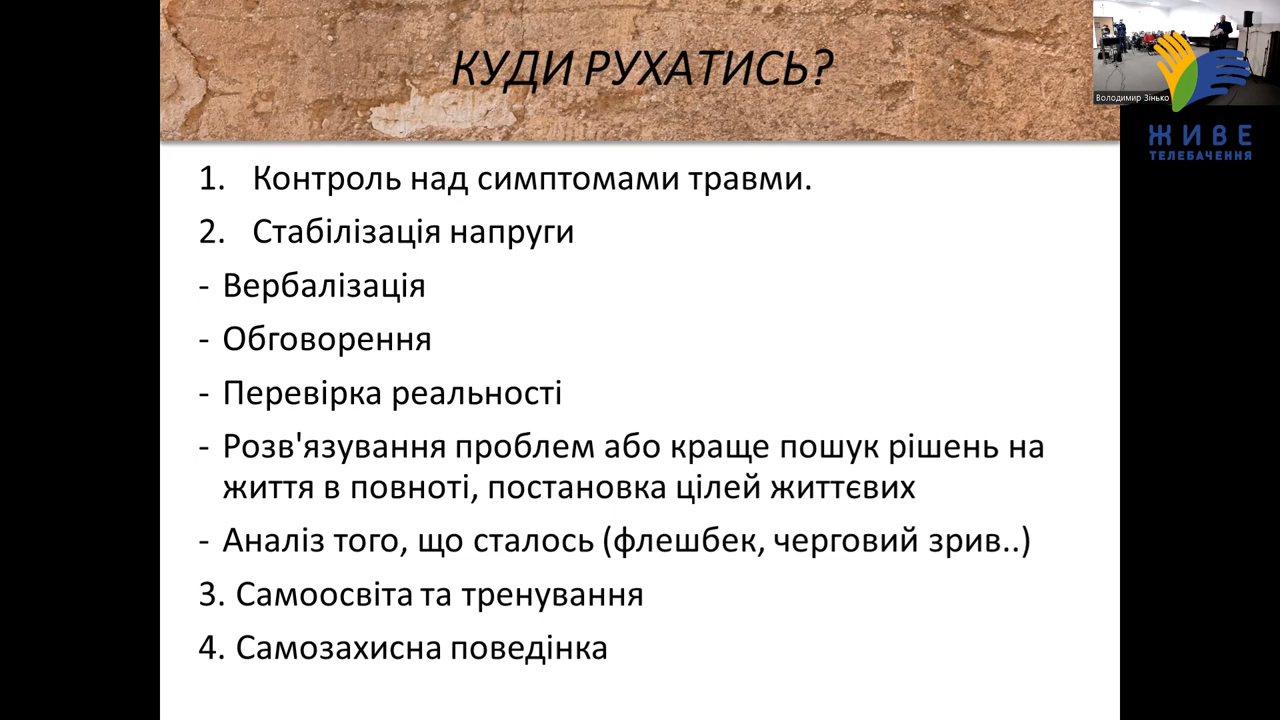 КУДИ РУХАТИСЬ?
Володимир Зінько
ЖИВЕ
ТЕЛЕБАЧЕННЯ
1. Контроль над симптомами травми.
2. Стабілізація напруги
- Вербалізація
- Обговорення
- Перевірка реальності
- Розв'язування проблем або краще пошук рішень на
життя в повноті, постановка цілей життєвих
- Аналіз того, що сталось (флешбек, черговий зрив..)
3. Самоосвіта та тренування
4. Самозахисна поведінка